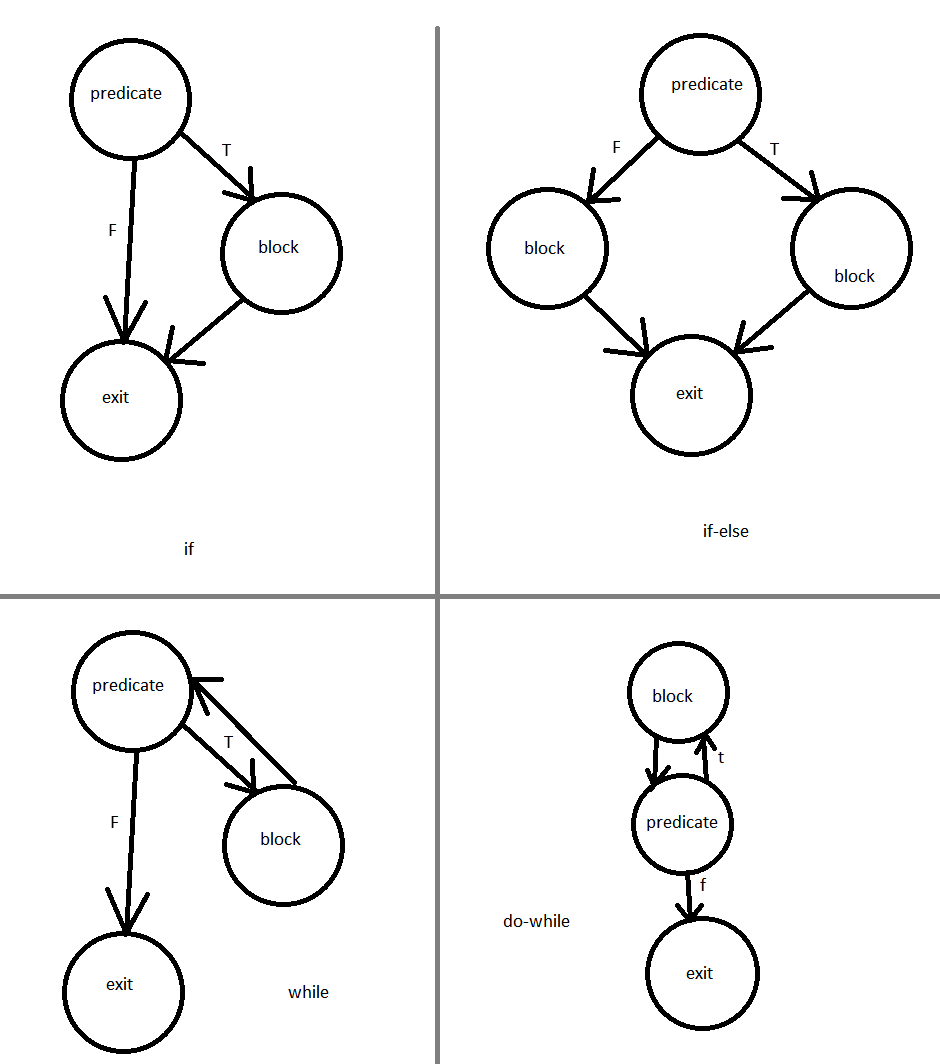 predicate
T
F
block
exit
if
predicate
F
T
block
block
exit
if-else
predicate
T
F
block
exit
while
block
t
predicate
f
do-while
exit